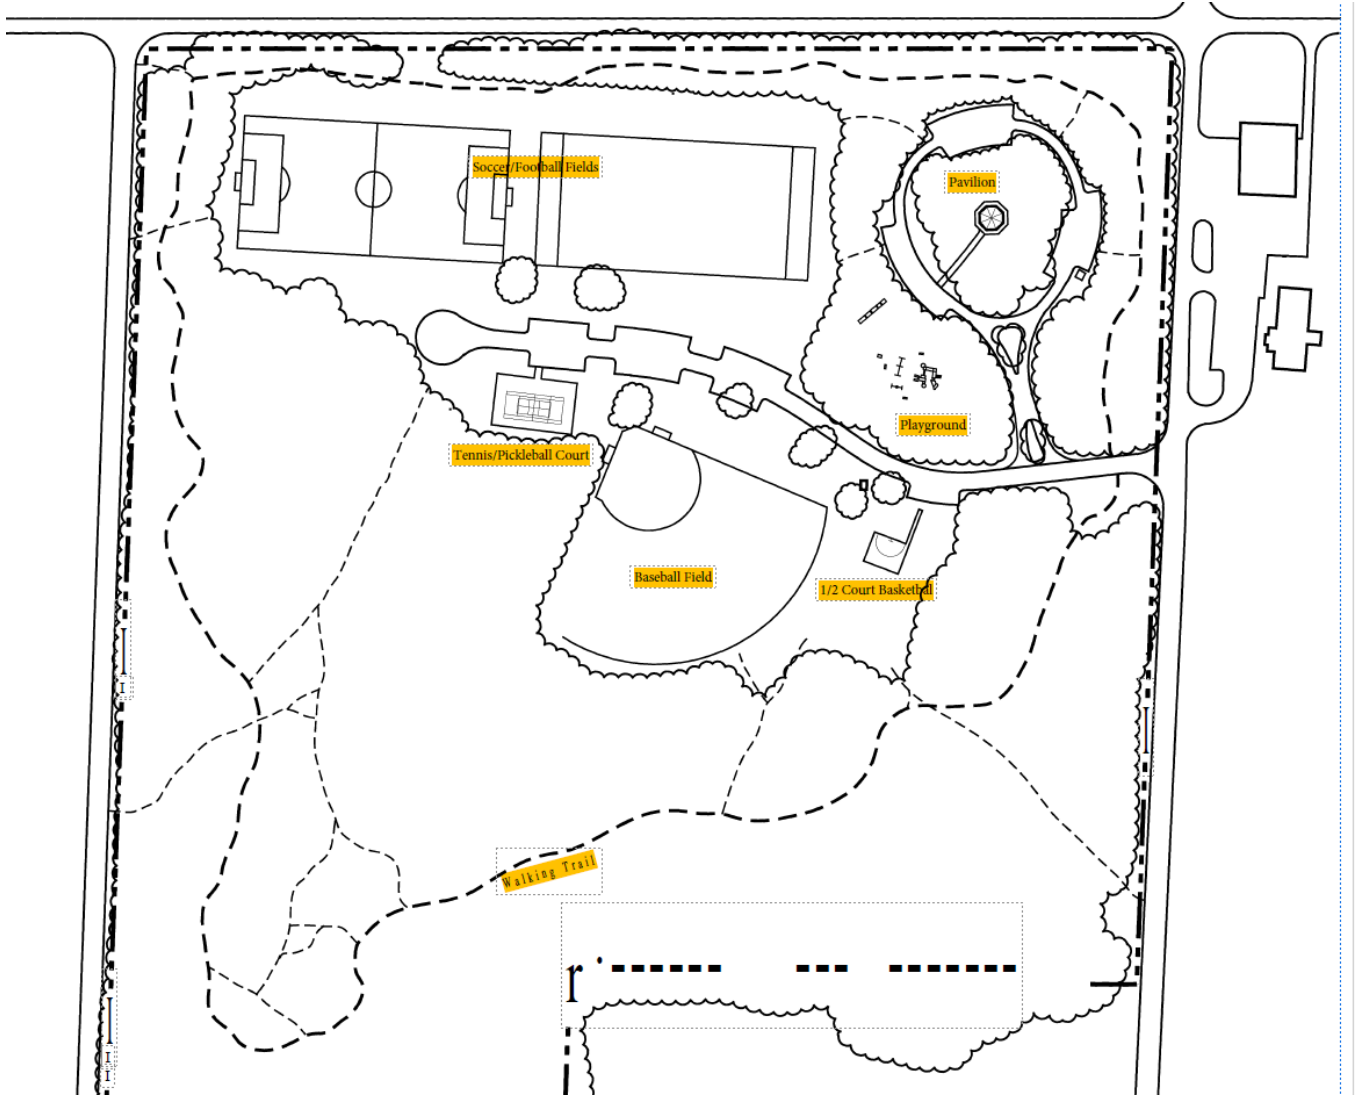 Soccer/Football Fields
Pavilion
Playground
Tennis/Pickleball Court
Baseball Field
1/2 Court Basketball
Walking Trail